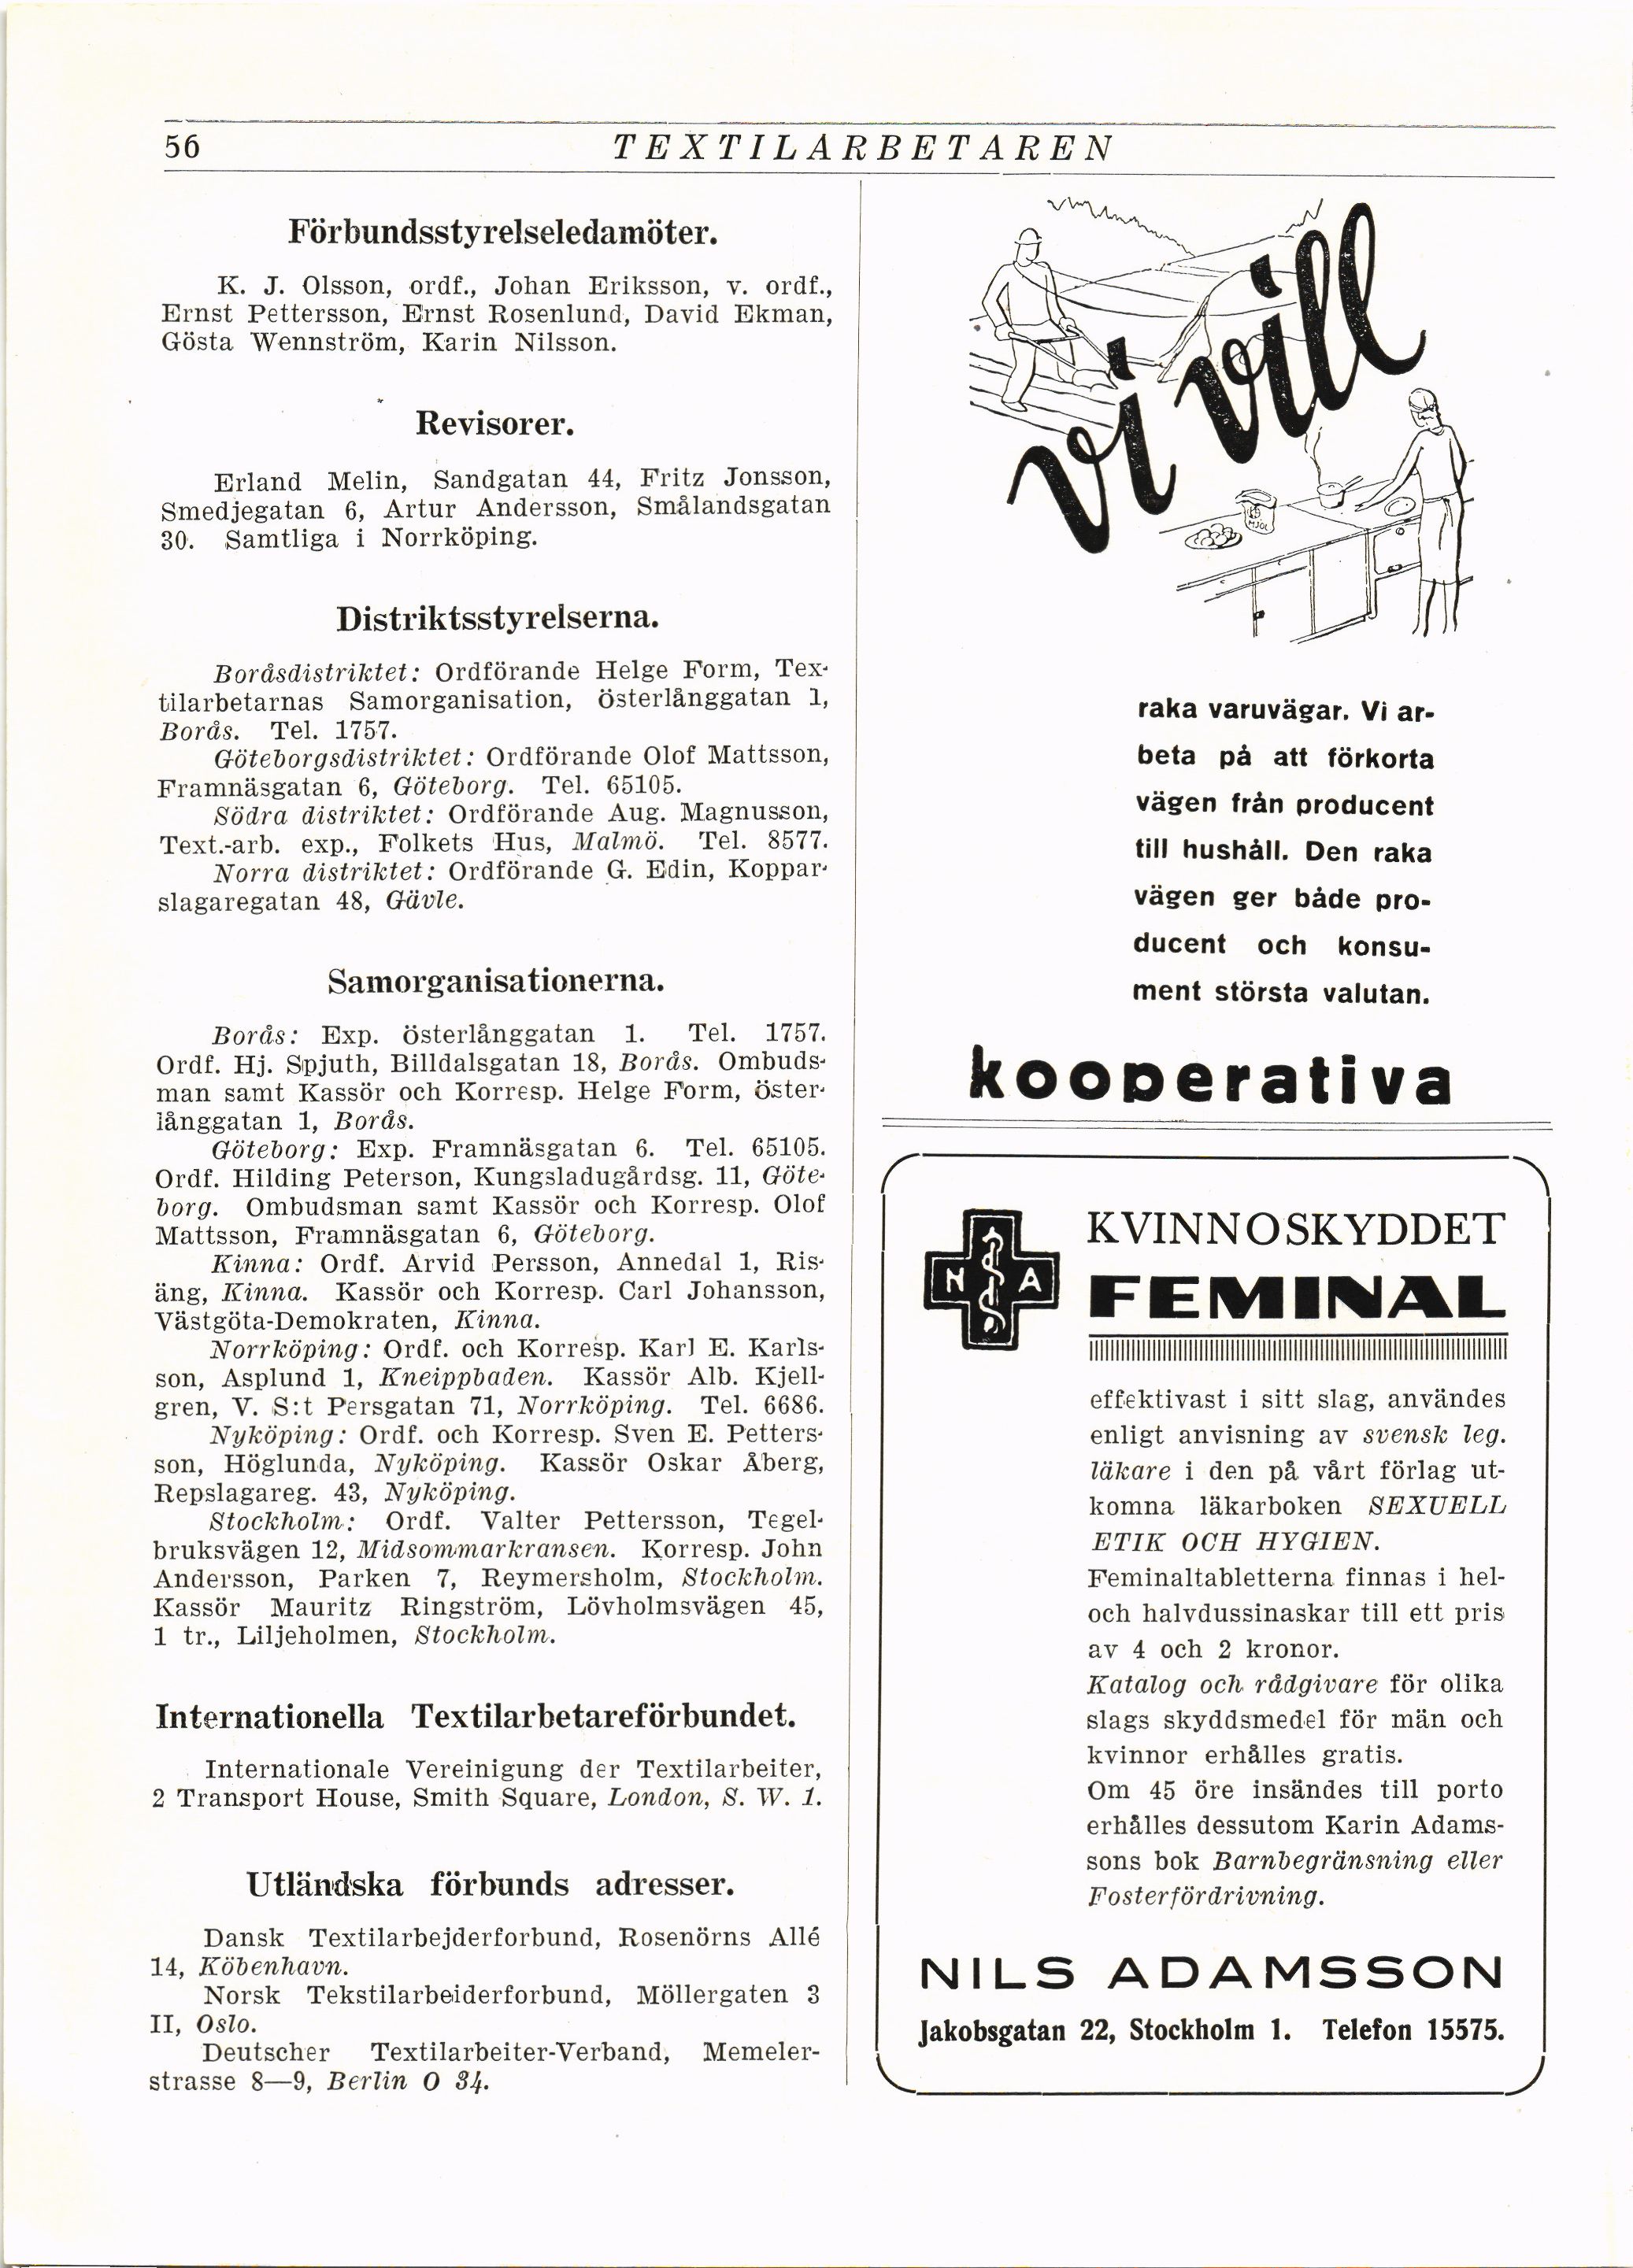 56
TEXTILARBETAREN
Förbundsstyrelseledamöter.
K. J. Olsson, ordf., Johan Eriksson, v. ordf.,
Ernst Pettersson, Ernst Rosenlund, David Ekman,
Gösta Wennström, Karin Nilsson.
Revisorer.
Erland Melin, Sandgatan 44, Fritz Jonsson,
Smedjegatan 6, Artur Andersson, Smålandsgatan
30. Samtliga i Norrköping.
Distriktsstyrelserna.
Boråsdistriktet: Ordförande Helge Form, Tex-
tilarbetarnas Samorganisation, österlånggatan 1,
Borås. Tel. 1757.
Göteborgsdistriktet: Ordförande Olof Mattsson,
Framnäsgatan 6, Göteborg. Tel. 65105.
Södra distriktet: Ordförande Aug. Magnusson,
Text.-arb. exp., Folkets Hus, Malmö. Tel. 8577.
Norra distriktet: Ordförande G. Edin, Koppar-
slagaregatan 48, Gävle.
Samorganisationerna.
Borås: Exp. österlånggatan 1. Tel. 1757.
Ordf. Hj. Spjuth, Billdalsgatan 18, Borås. Ombuds-
man samt Kassör och Korresp. Helge Form, öster-
långgatan 1, Borås.
Göteborg: Exp. Framnäsgatan 6. Tel. 65105.
Ordf. Hilding Peterson, Kungsladugårdsg. 11, Göte-
borg. Ombudsman samt Kassör och Korresp. Olof
Mattsson, Framnäsgatan 6, Göteborg.
Kinna: Ordf. Arvid Persson, Annedal 1, Ris-
äng, Kinna. Kassör och Korresp. Carl Johansson,
Västgöta-Demokraten, Kinna.
Norrköping: Ordf. och Korresp. Karl E. Karls-
son, Asplund 1, Kneippbaden. Kassör Alb. Kjell-
gren, V. S:t Persgatan 71, Norrköping. Tel. 6686.
Nyköping: Ordf. och Korresp. Sven E. Petters-
son, Höglunda, Nyköping. Kassör Oskar Åberg,
Repslagareg. 43, Nyköping.
Stockholm: Ordf. Valter Pettersson, Tegel-
bruksvägen 12, Midsommarkransen. Korresp. John
Andersson, Parken 7, Reymersholm, Stockholm.
Kassör Mauritz Ringström, Lövholmsvägen 45,
1 tr., Liljeholmen, Stockholm.
Internationella Textilarbetareförbundet.
Internationale Vereinigung der Textilarbeiter,
2 Transport House, Smith Square, London, S. W. 1.
Utländska förbunds adresser.
Dansk Textilarbejderforbund, Rosenörns Allé
14, Köbenhavn.
Norsk Tekstilarbeiderforbund, Möllergaten 3
II, Oslo.
Deutscher Textilarbeiter-Verband, Memeler-
strasse 8—9, Berlin O 34.
vi vill
MJÖL
raka varuvägar. Vi ar-
beta på att förkorta
vägen från producent
till hushåll. Den raka
vägen ger både pro-
ducent och konsu-
ment största valutan.
kooperativa
N A
KVINNOSKYDDET
FEMINAL
effektivast i sitt slag, användes
enligt anvisning av svensk leg.
läkare i den på vårt förlag ut-
komna läkarboken SEXUELL
ETIK OCH HYGIEN.
Feminaltabletterna finnas i hel-
och halvdussinaskar till ett pris
av 4 och 2 kronor.
Katalog och rådgivare för olika
slags skyddsmedel för män och
kvinnor erhålles gratis.
Om 45 öre insändes till porto
erhålles dessutom Karin Adams-
sons bok Barnbegränsning eller
Fosterfördrivning.
NILS ADAMSSON
Jakobsgatan 22, Stockholm 1. Telefon 15575.